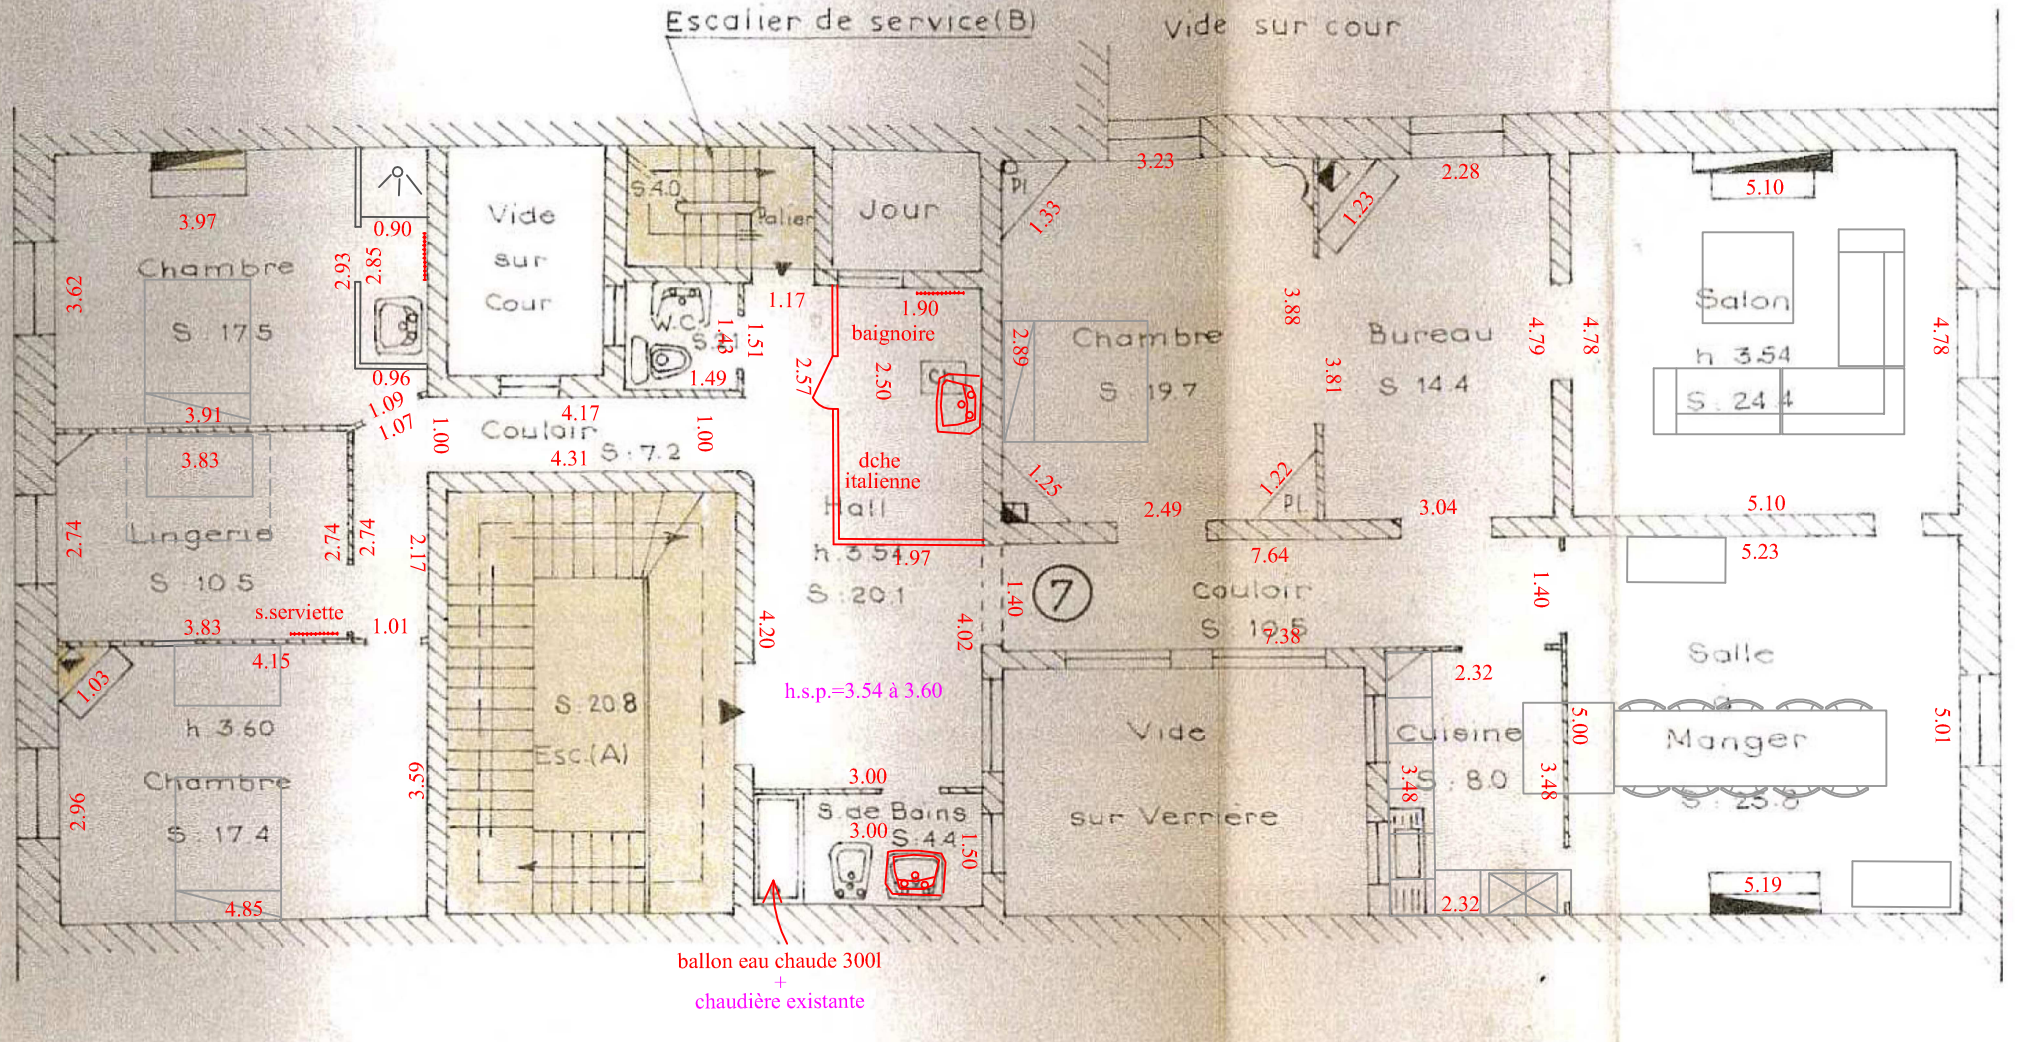 Escalier de service(B)
Vide sur cour
3.97
Chambre
S 17.5
3.62
2.93
2.85
0.90
0.96
3.91
1.09
1.07
Vide
sur
Cour
S 4.0
Palier
Jour
1.17
W.C.
1.43
1.51
1.49
2.57
1.90
baignoire
2.50
dche
italienne
Hall
h 3.54
1.97
S : 20.1
Pl
1.33
3.23
1.23
2.28
2.89
Chambre
S : 19.7
3.88
3.81
Bureau
S 14.4
4.79
4.78
5.10
Salon
h 3.54
S : 24.4
4.78
5.10
1.25
2.49
1.22
PL
3.04
1.00
4.17
Couloir
S : 7.2
4.31
1.00
3.83
Lingerie
S : 10.5
2.74
2.74
2.74
2.17
s.serviette
3.83
1.01
4.15
1.03
h 3.60
Chambre
S : 17.4
2.96
3.59
4.85
S : 20.8
Esc.(A)
4.20
4.02
h.s.p.=3.54 à 3.60
3.00
S. de Bains
3.00
S : 4.4
1.50
1.40
7
7.64
Couloir
S 10.5
7.38
1.40
5.23
Vide
sur Verrière
2.32
Cuisine
S : 8.0
3.48
3.48
2.32
5.00
Salle
à
Manger
S : 25.8
5.01
5.19
ballon eau chaude 300l
+
chaudière existante